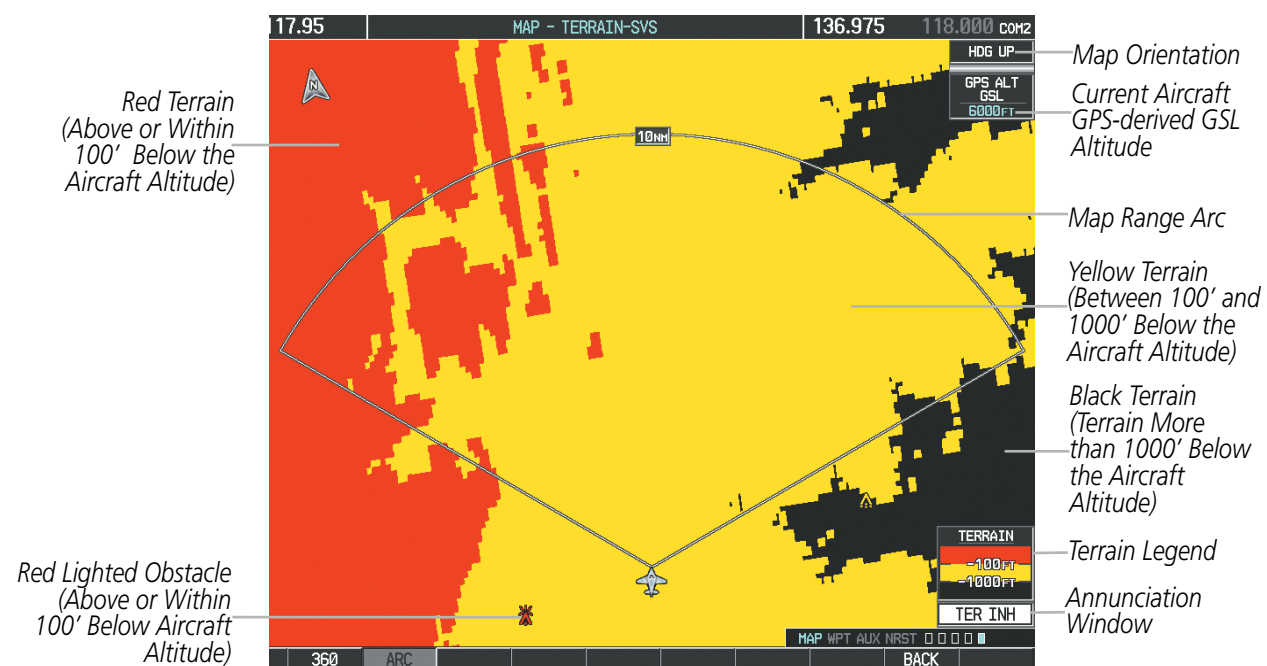 117.95
MAP – TERRAIN-SVS
136.975
118.000 COM2
HDG UP
GPS ALT
GSL
6000FT
N
10NM
Map Orientation
Current Aircraft
GPS-derived GSL
Altitude
Red Terrain
(Above or Within
100' Below the
Aircraft Altitude)
Map Range Arc
Yellow Terrain
(Between 100' and
1000' Below the
Aircraft Altitude)
Black Terrain
(Terrain More
than 1000' Below
the Aircraft
Altitude)
TERRAIN
-100FT
-1000FT
Terrain Legend
TER INH
Annunciation
Window
Red Lighted Obstacle
(Above or Within
100' Below Aircraft
Altitude)
MAP WPT AUX NRST
360
ARC
BACK